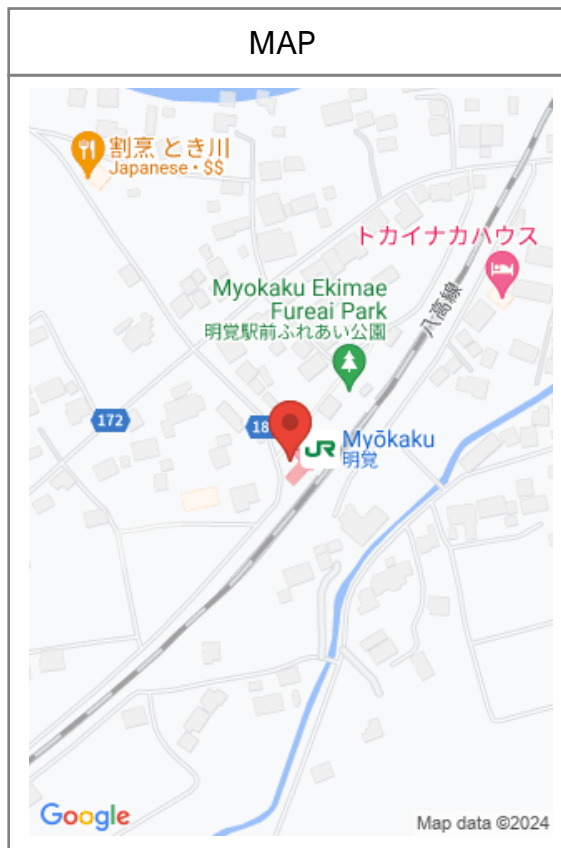 MAP
割烹 とき川
Japanese • $$
トカイナカハウス
Myokaku Ekimae
Fureai Park
明覚駅前ふれあい公園
八高線
172
18
JR Myōkaku
明覚
Google
Map data ©2024